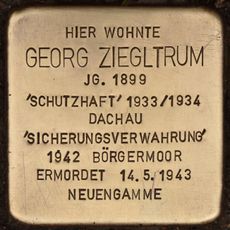 HIER WOHNTE
GEORG ZIEGLTRUM
JG. 1899
'SCHUTZHAFT' 1933/1934
DACHAU
'SICHERUNGSVERWAHRUNG'
1942 BÖRGERMOOR
ERMORDET 14.5.1943
NEUENGAMME